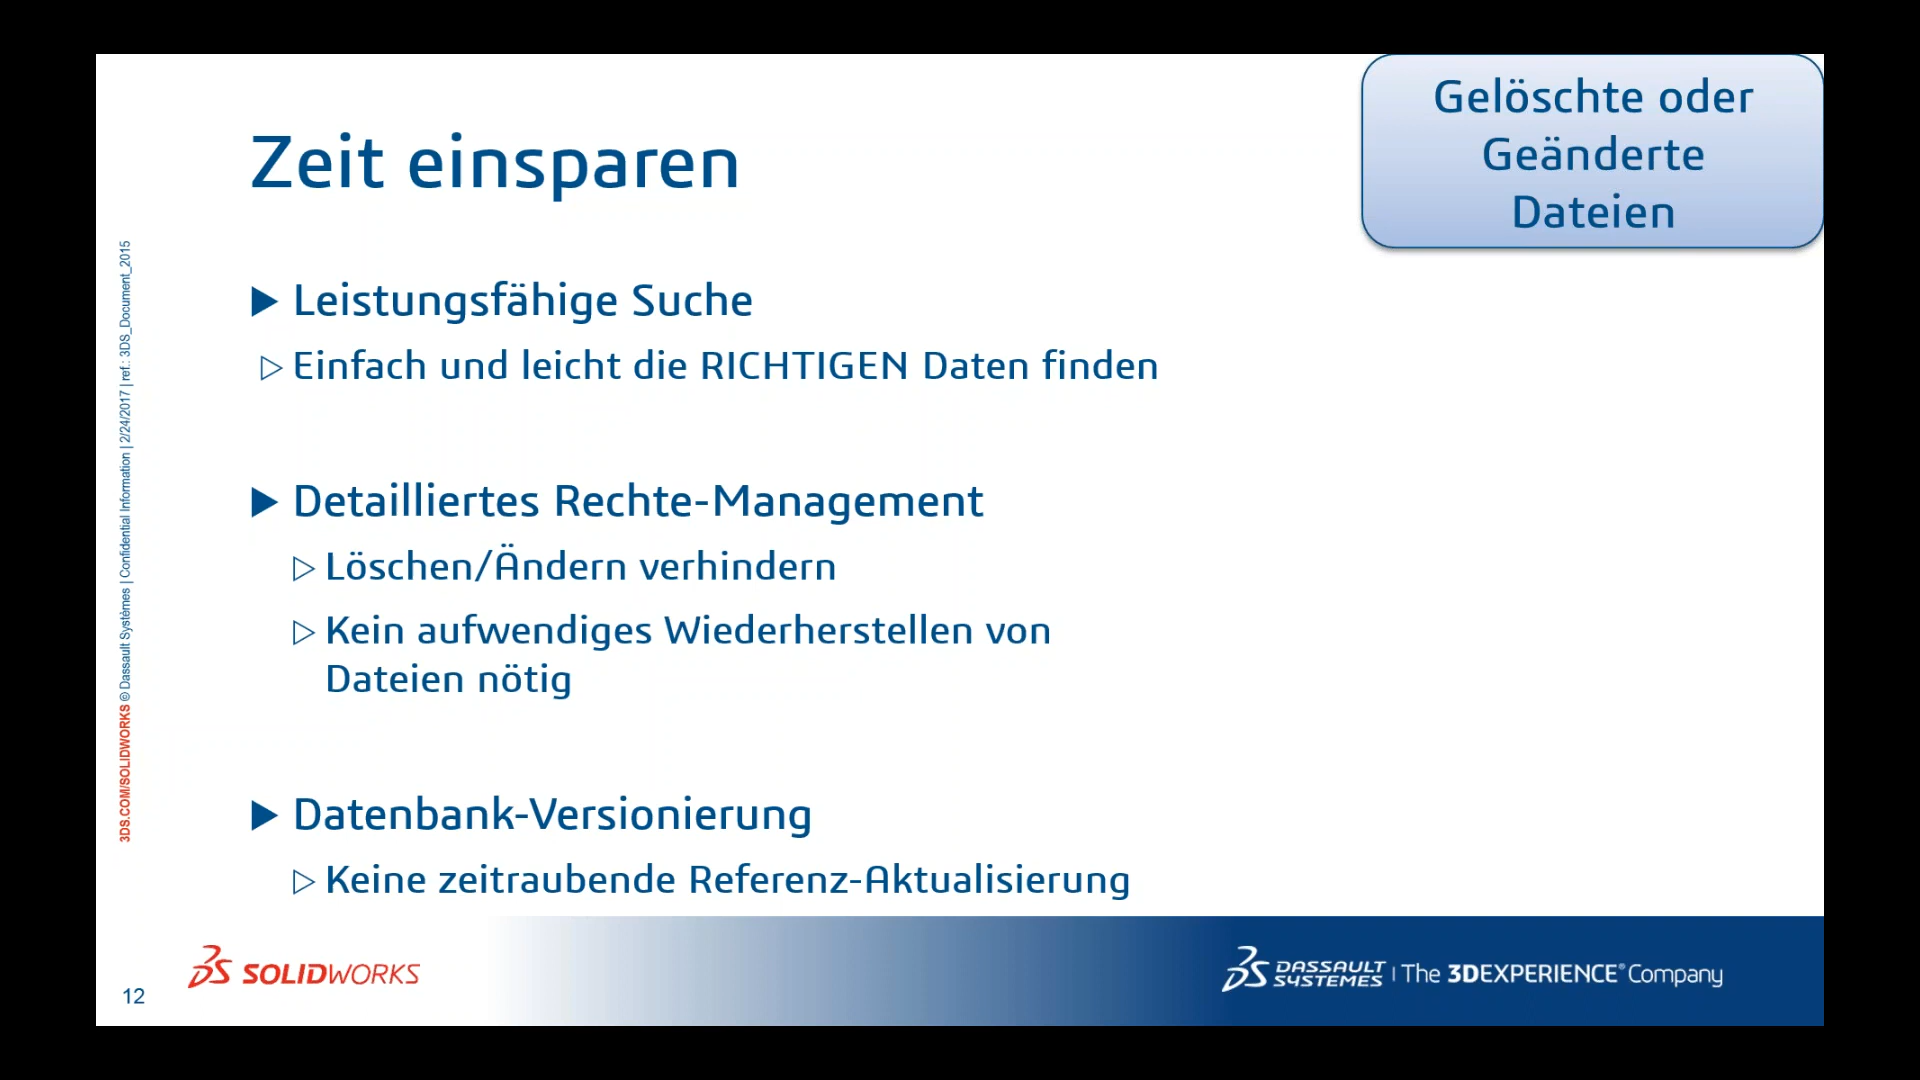 Gelöschte oder
Geänderte
Dateien
Zeit einsparen
▶ Leistungsfähige Suche
▷ Einfach und leicht die RICHTIGEN Daten finden
▶ Detailliertes Rechte-Management
▷ Löschen/Ändern verhindern
▷ Kein aufwendiges Wiederherstellen von
Dateien nötig
▶ Datenbank-Versionierung
▷ Keine zeitraubende Referenz-Aktualisierung
3DS.COM/SOLIDWORKS © Dassault Systèmes | Confidential Information | 2/24/2017 | ref.: 3DS_Document_2015
12
3DS SOLIDWORKS
3DS DASSAULT SYSTEMES | The 3DEXPERIENCE® Company